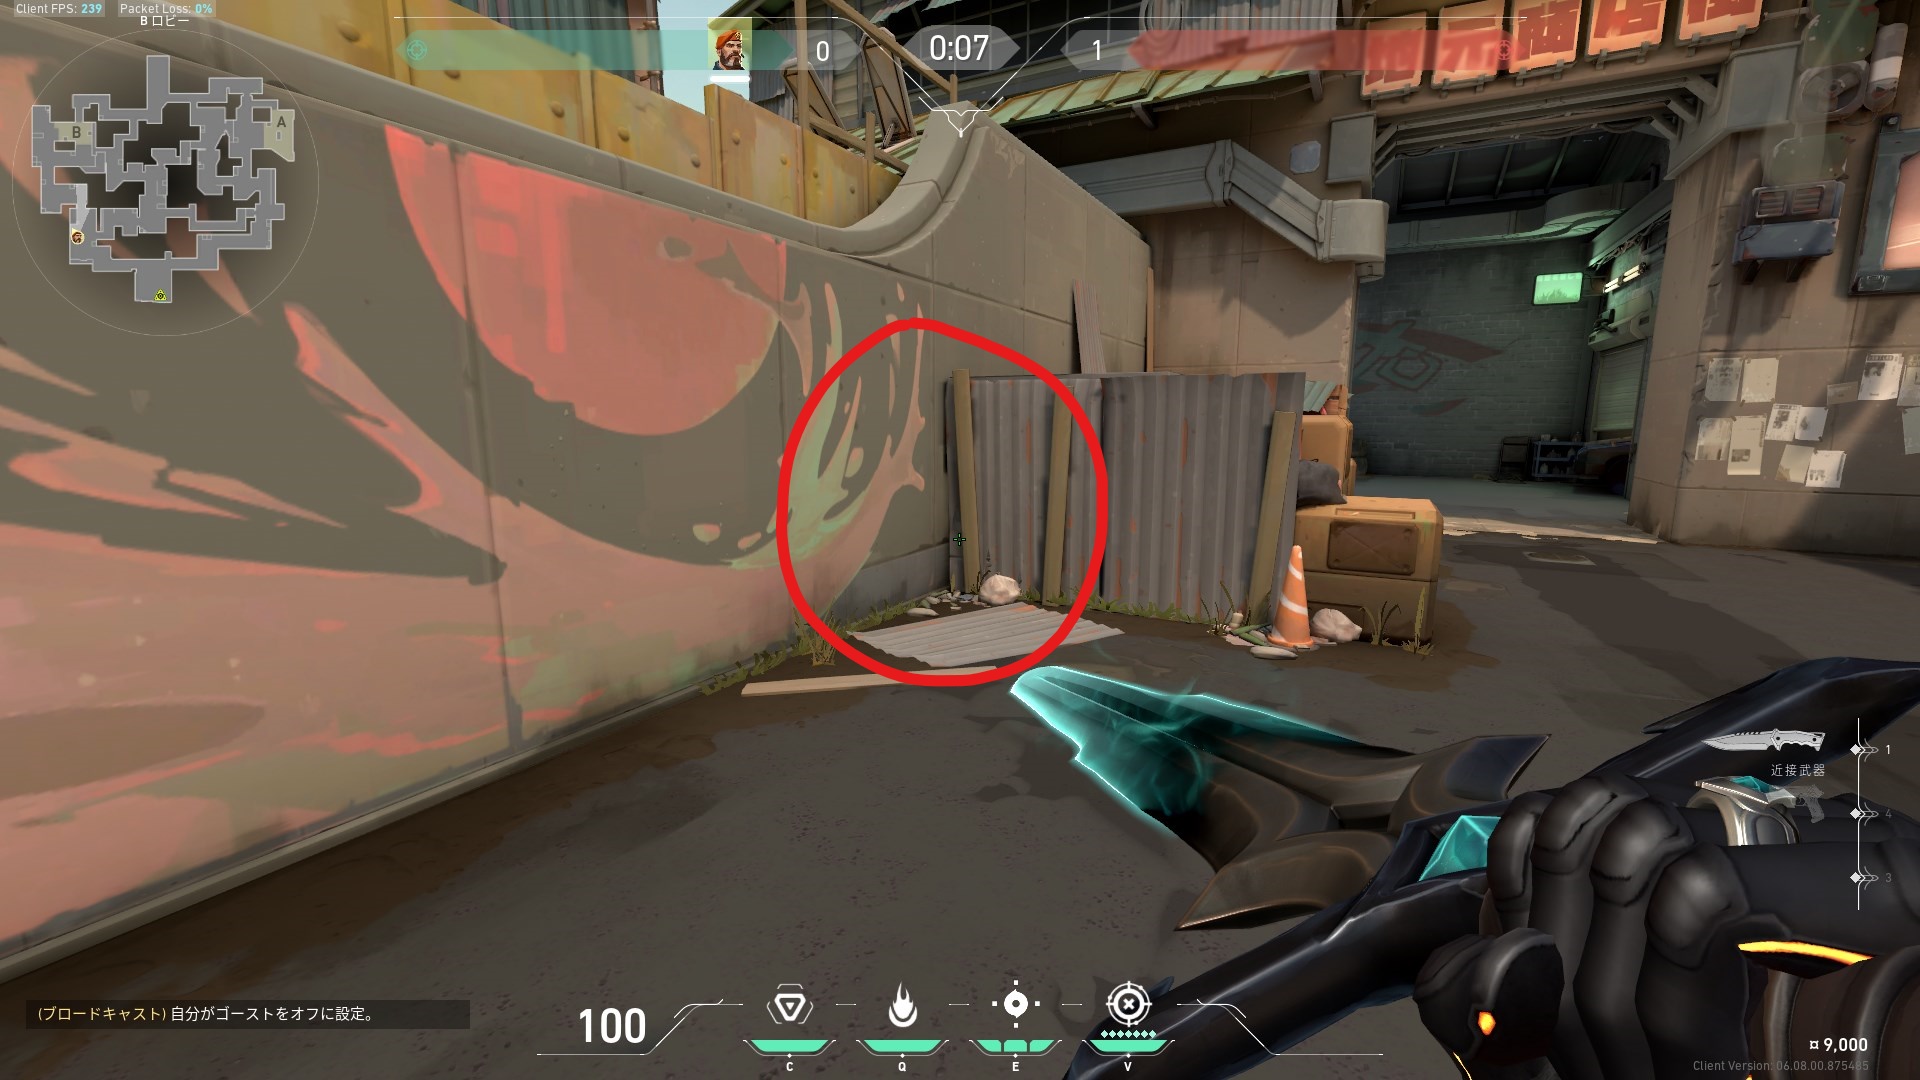 Client FPS: 239 Packet Loss: 0%
B ロビー
0
0:07
1
B
A
1
近接武器
4
3
(ブロードキャスト) 自分がゴーストをオフに設定。
100
C
Q
E
V
¤ 9,000
Client Version: 06.08.00.875485